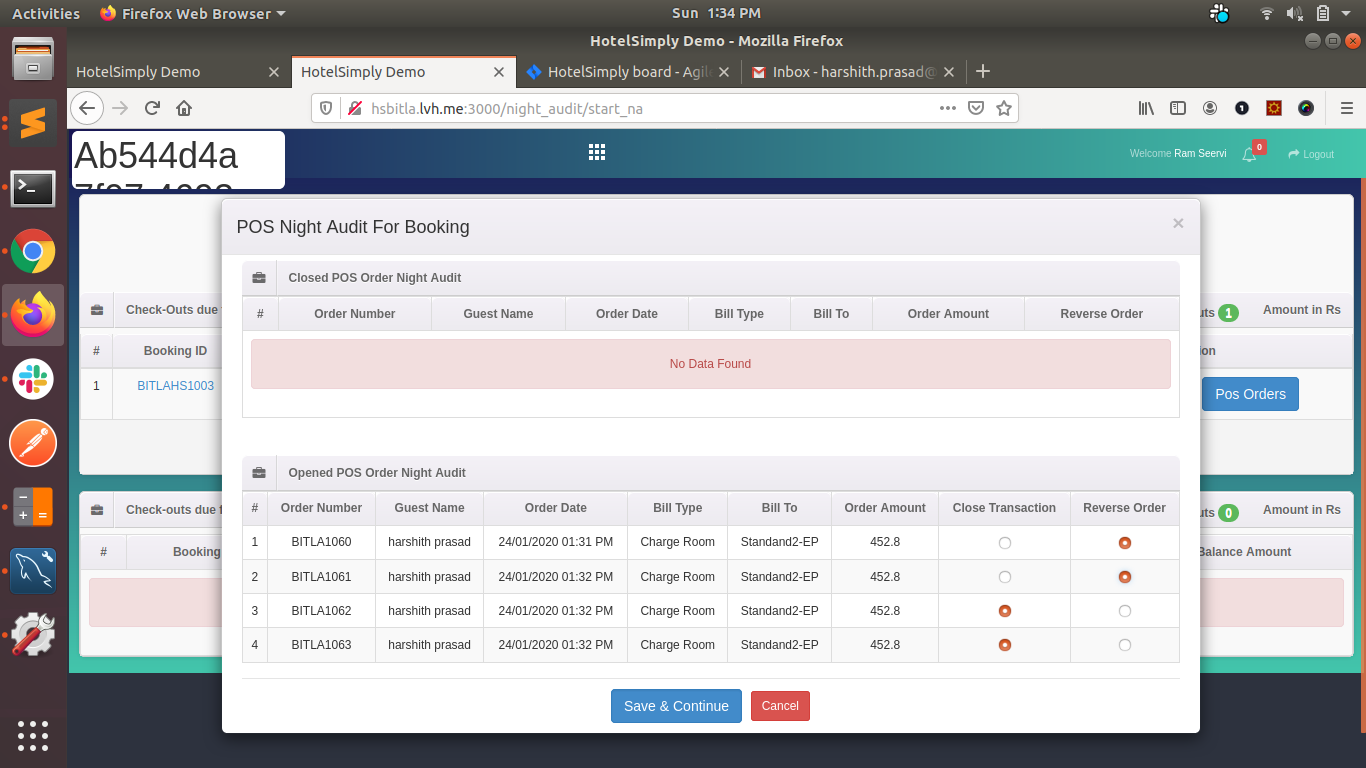 Activities Firefox Web Browser Sun 1:34 PM
HotelSimply Demo - Mozilla Firefox
HotelSimply Demo HotelSimply Demo HotelSimply board - Agil Inbox - harshith.prasad@
hsbitla.lvh.me:3000/night_audit/start_na
Ab544d4a
Welcome Ram Seervi 0 Logout
POS Night Audit For Booking ×
Closed POS Order Night Audit
# Order Number Guest Name Order Date Bill Type Bill To Order Amount Reverse Order
No Data Found
Check-Outs due uts 1 Amount in Rs
# Booking ID ion
1 BITLAHS1003 Pos Orders
Opened POS Order Night Audit
# Order Number Guest Name Order Date Bill Type Bill To Order Amount Close Transaction Reverse Order
1 BITLA1060 harshith prasad 24/01/2020 01:31 PM Charge Room Standand2-EP 452.8
2 BITLA1061 harshith prasad 24/01/2020 01:32 PM Charge Room Standand2-EP 452.8
3 BITLA1062 harshith prasad 24/01/2020 01:32 PM Charge Room Standand2-EP 452.8
4 BITLA1063 harshith prasad 24/01/2020 01:32 PM Charge Room Standand2-EP 452.8
Check-outs due uts 0 Amount in Rs
# Booking Balance Amount
Save & Continue Cancel